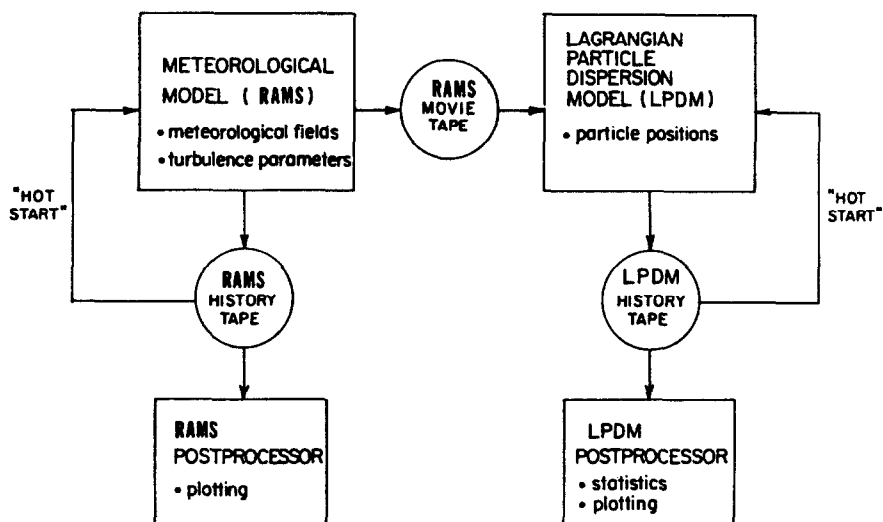 METEOROLOGICAL
MODEL ( RAMS)
• meteorological fields
• turbulence parameters
RAMS
MOVIE
TAPE
LAGRANGIAN
PARTICLE
DISPERSION
MODEL (LPDM)
• particle positions
"HOT
START"
"HOT
START"
RAMS
HISTORY
TAPE
LPDM
HISTORY
TAPE
RAMS
POSTPROCESSOR
• plotting
LPDM
POSTPROCESSOR
• statistics
• plotting